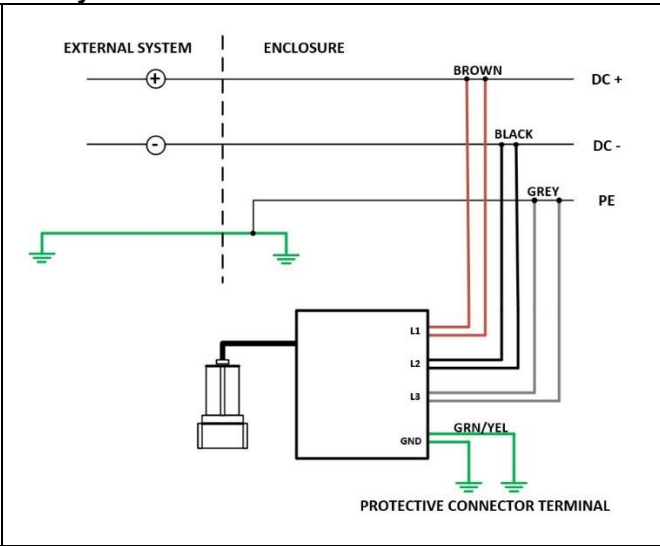 EXTERNAL SYSTEM ENCLOSURE
BROWN
+ DC +
BLACK
- DC -
GREY
PE
L1
L2
L3
GRN/YEL
GND
PROTECTIVE CONNECTOR TERMINAL